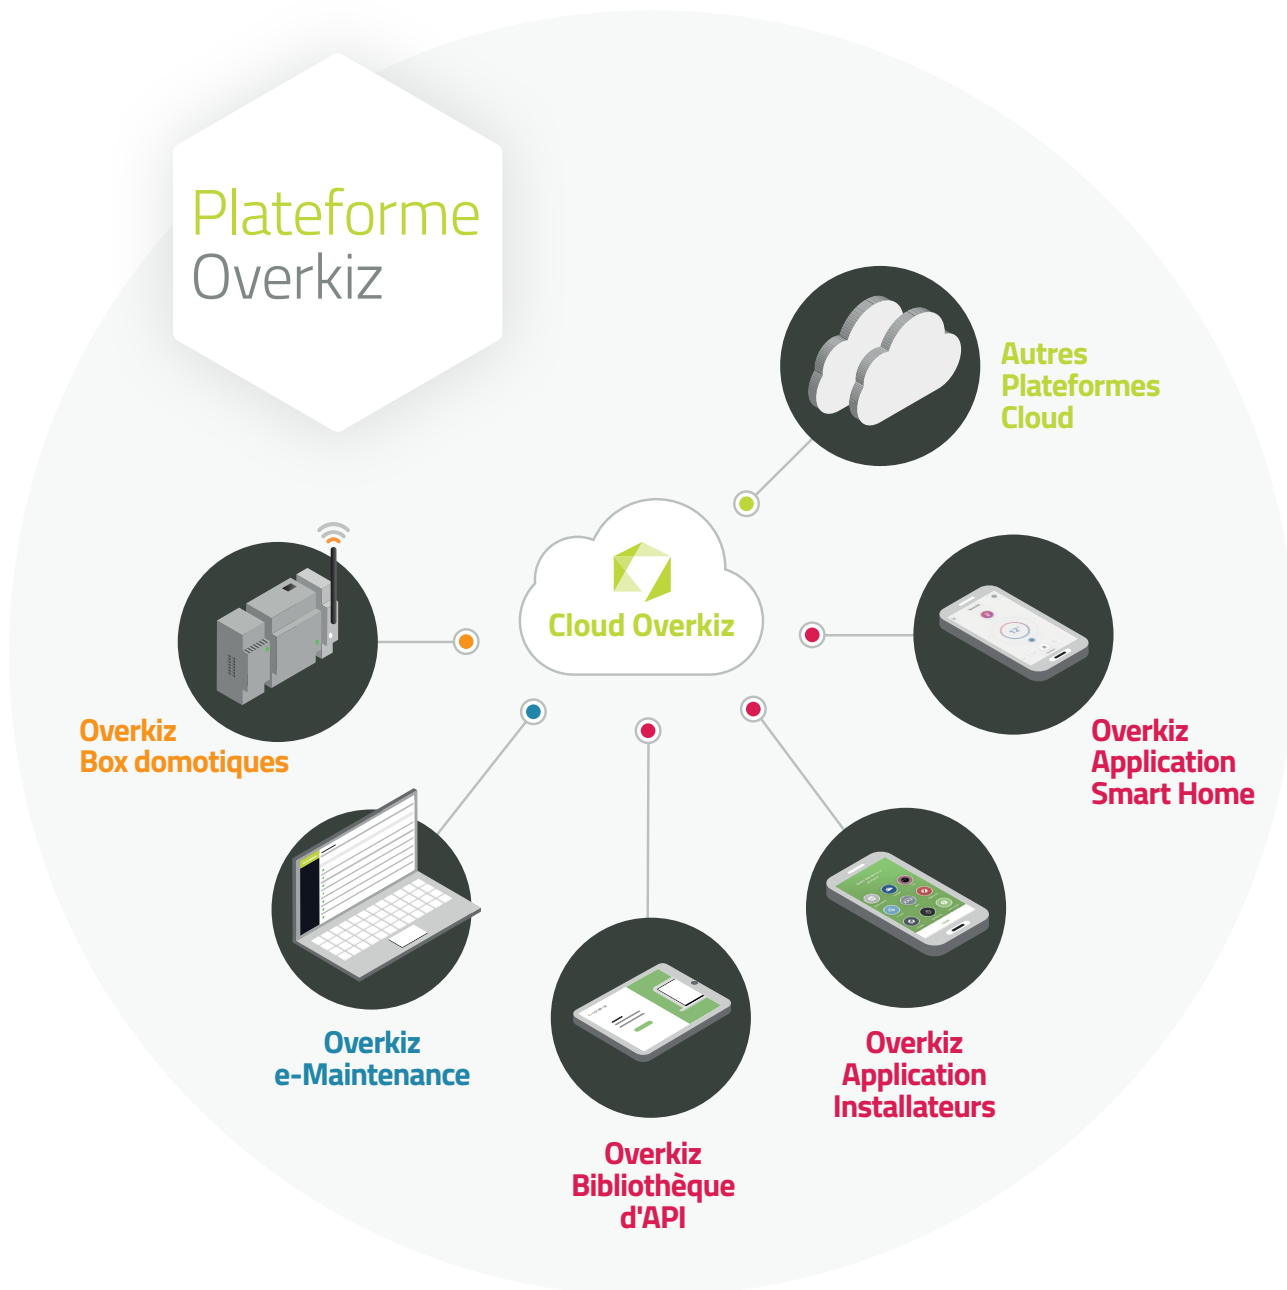 Plateforme
Overkiz
Autres
Plateformes
Cloud
Cloud Overkiz
Overkiz
Box domotiques
Overkiz
Application
Smart Home
Overkiz
e-Maintenance
Overkiz
Application
Installateurs
Overkiz
Bibliothèque
d'API